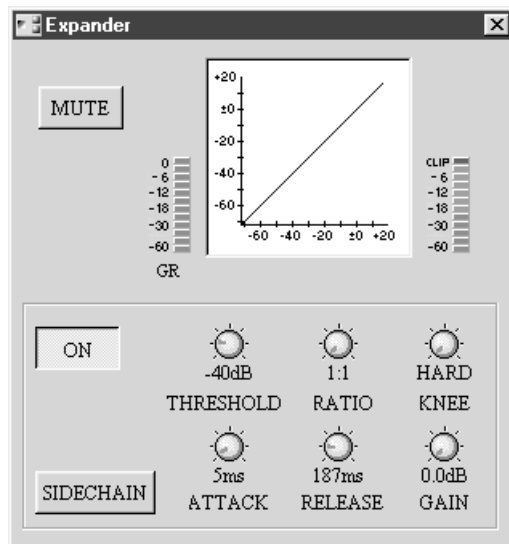 Expander
MUTE
+20
±0
-20
-40
-60
-60 -40 -20 ±0 +20
0
-6
-12
-18
-30
-60
GR
CLIP
-6
-12
-18
-30
-60
ON
-40dB
THRESHOLD
1:1
RATIO
HARD
KNEE
SIDECHAIN
5ms
ATTACK
187ms
RELEASE
0.0dB
GAIN